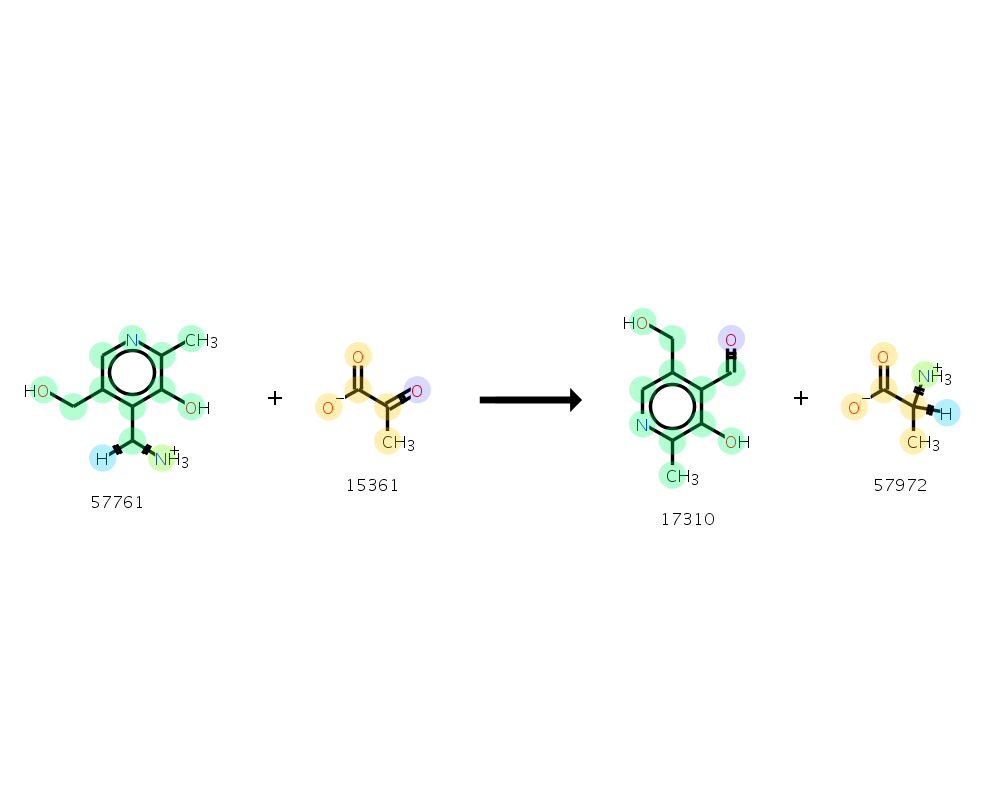 N CH3
HO OH
H NH3+
57761
+
O
O- O
CH3
15361
HO O
N OH
CH3
17310
+
O NH3+
O- H
CH3
57972